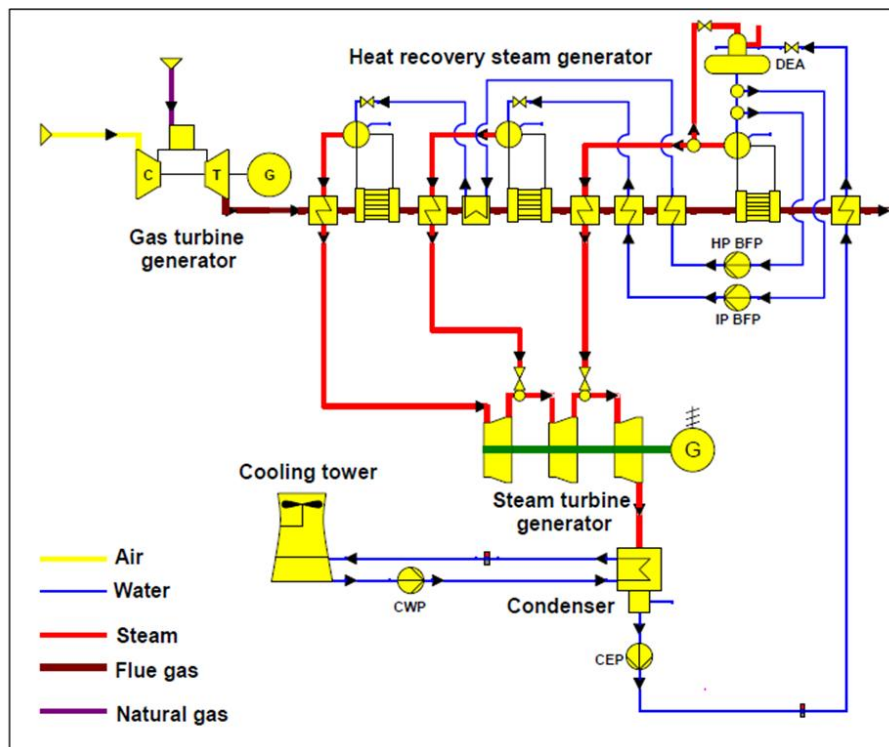 Heat recovery steam generator
DEA
C
T
G
Gas turbine
generator
HP BFP
IP BFP
G
Cooling tower
Steam turbine
generator
Air
Water
CWP
Condenser
Steam
CEP
Flue gas
Natural gas